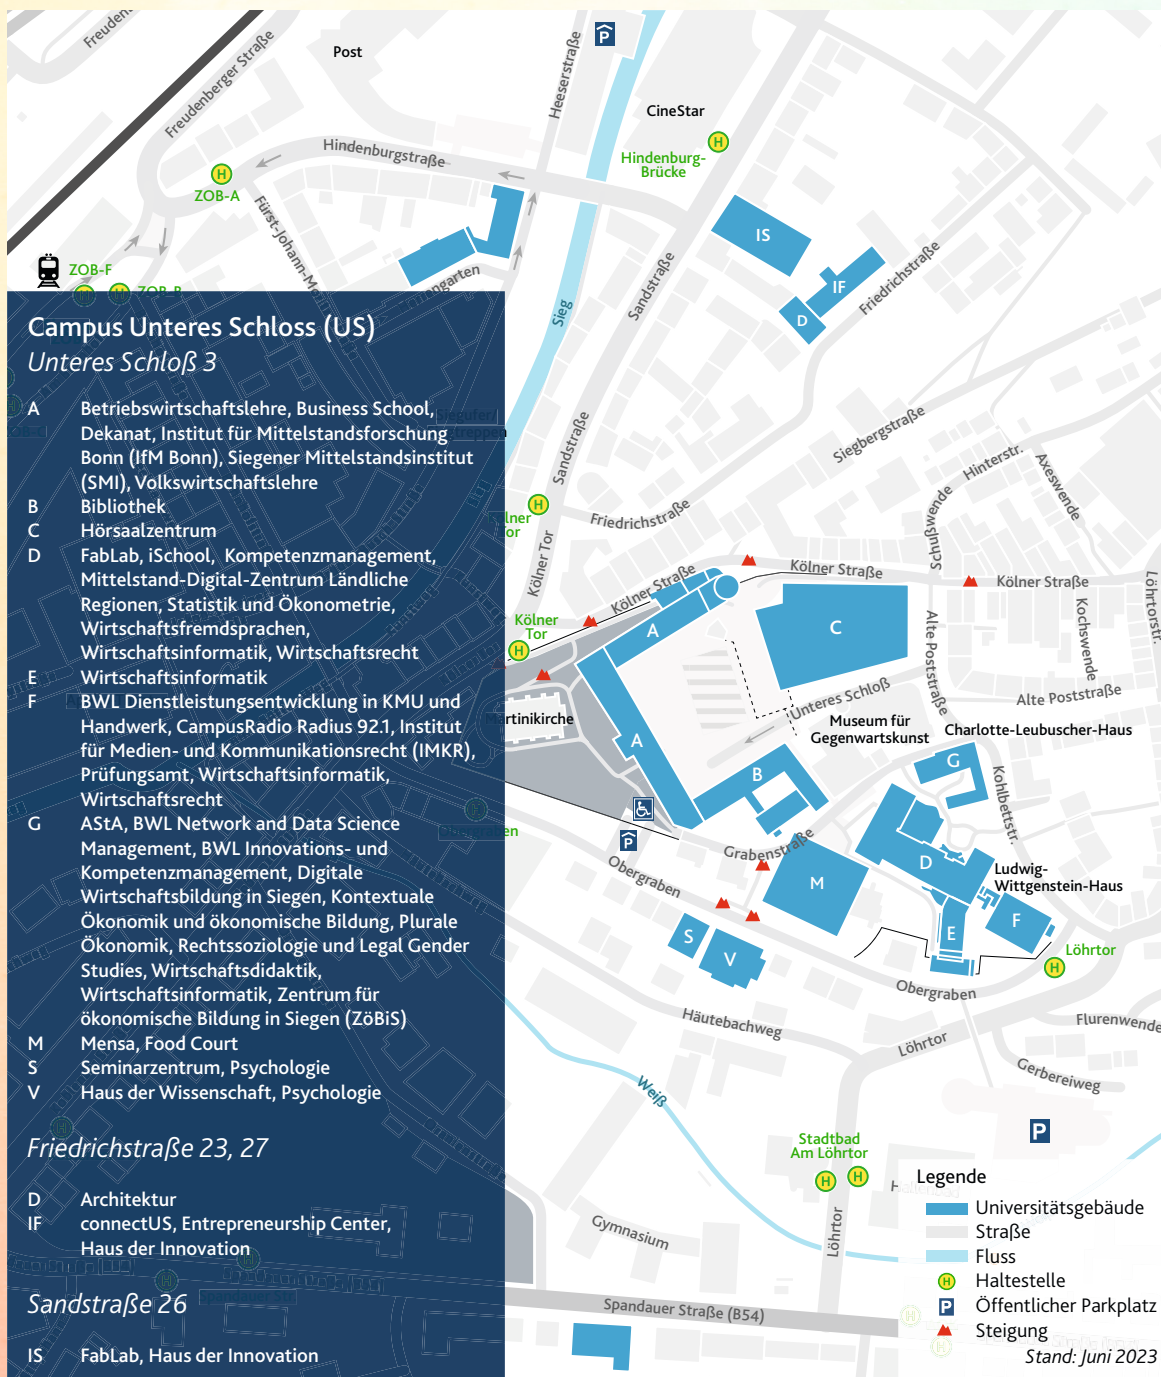 Freudenberger Straße
Post
Heeserstraße
P
CineStar
H
Hindenburg-
Brücke
Hindenburgstraße
H
ZOB-A
Fürst-Johann-Mo
IS
IF
D
Friedrichstraße
Sandstraße
Sieg
ZOB-F
H
H
ZOB-B
Campus Unteres Schloss (US)
Unteres Schloß 3
A Betriebswirtschaftslehre, Business School,
Dekanat, Institut für Mittelstandsforschung
Bonn (IfM Bonn), Siegener Mittelstandsinstitut
(SMI), Volkswirtschaftslehre
B Bibliothek
C Hörsaalzentrum
D FabLab, iSchool, Kompetenzmanagement,
Mittelstand-Digital-Zentrum Ländliche
Regionen, Statistik und Ökonometrie,
Wirtschaftsfremdsprachen,
Wirtschaftsinformatik, Wirtschaftsrecht
E Wirtschaftsinformatik
F BWL Dienstleistungsentwicklung in KMU und
Handwerk, CampusRadio Radius 92.1, Institut
für Medien- und Kommunikationsrecht (IMKR),
Prüfungsamt, Wirtschaftsinformatik,
Wirtschaftsrecht
G AStA, BWL Network and Data Science
Management, BWL Innovations- und
Kompetenzmanagement, Digitale
Wirtschaftsbildung in Siegen, Kontextuale
Ökonomik und ökonomische Bildung, Plurale
Ökonomik, Rechtssoziologie und Legal Gender
Studies, Wirtschaftsdidaktik,
Wirtschaftsinformatik, Zentrum für
ökonomische Bildung in Siegen (ZöBiS)
M Mensa, Food Court
S Seminarzentrum, Psychologie
V Haus der Wissenschaft, Psychologie
Friedrichstraße 23, 27
D Architektur
IF connectUS, Entrepreneurship Center,
Haus der Innovation
Sandstraße 26
IS FabLab, Haus der Innovation
Sandstraße
H
Kölner
Tor
Kölner Tor
Friedrichstraße
Siegbergstraße
Hinterstr.
Axeswende
Schulwende
Kölner Straße
Kölner Straße
Kölner Straße
Löhrtorstr.
Kochswende
Alte Poststraße
Alte Poststraße
Kölner
Tor
H
A
C
Martinikirche
A
Unteres Schloß
Museum für
Gegenwartskunst
Charlotte-Leubuscher-Haus
B
G
Kohlbettstr.
P
Obergraben
Grabenstraße
Obergraben
M
D
Ludwig-
Wittgenstein-Haus
F
E
S
V
Löhrtor
H
Obergraben
Häutebachweg
Löhrtor
Flurenwende
Gerbereiweg
Weiß
P
Stadtbad
Am Löhrtor
H
H
Löhrtor
Gymnasium
Spandauer Straße (B54)
Legende
Universitätsgebäude
Straße
Fluss
H Haltestelle
P Öffentlicher Parkplatz
Steigung
Stand: Juni 2023